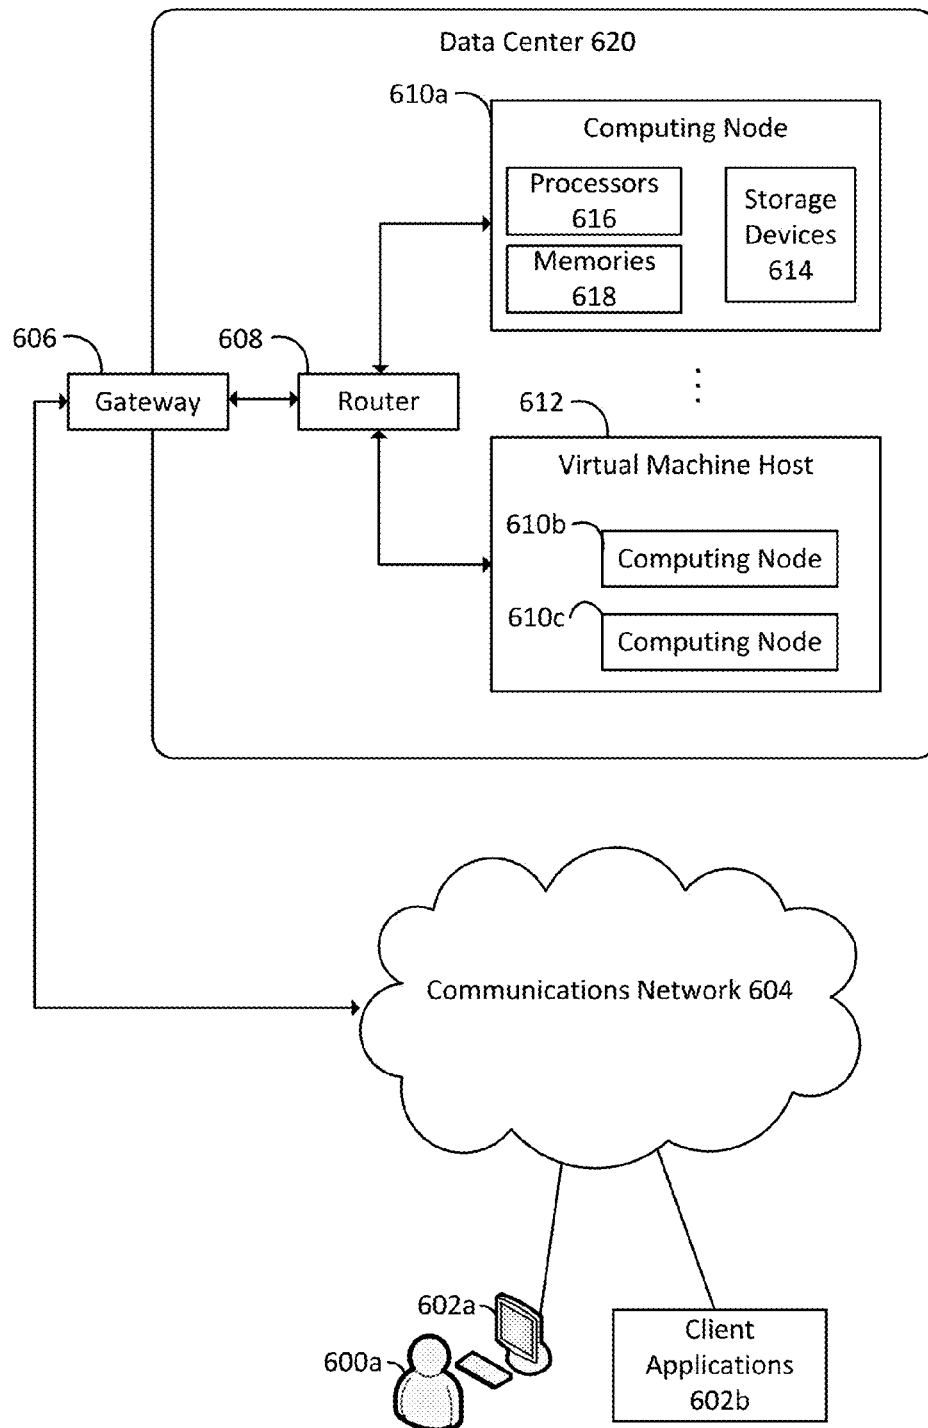 Data Center 620
610a
Computing Node
Processors
616
Storage
Devices
614
Memories
618
606
608
Gateway
Router
612
Virtual Machine Host
610b
Computing Node
610c
Computing Node
Communications Network 604
602a
600a
Client
Applications
602b